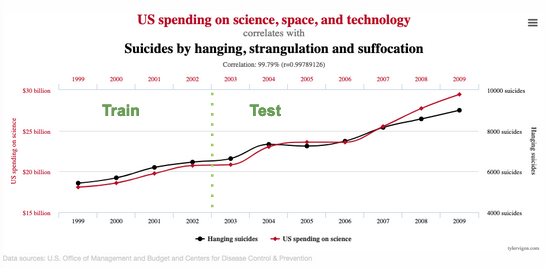 US spending on science, space, and technology
correlates with
Suicides by hanging, strangulation and suffocation
Correlation: 99.79% (r=0.99789126)
1999 2000 2001 2002 2003 2004 2005 2006 2007 2008 2009
$30 billion
$25 billion
$20 billion
$15 billion
US spending on science
Train
Test
10000 suicides
8000 suicides
6000 suicides
4000 suicides
Hanging suicides
1999 2000 2001 2002 2003 2004 2005 2006 2007 2008 2009
Hanging suicides US spending on science
tylervigen.com
Data sources: U.S. Office of Management and Budget and Centers for Disease Control & Prevention